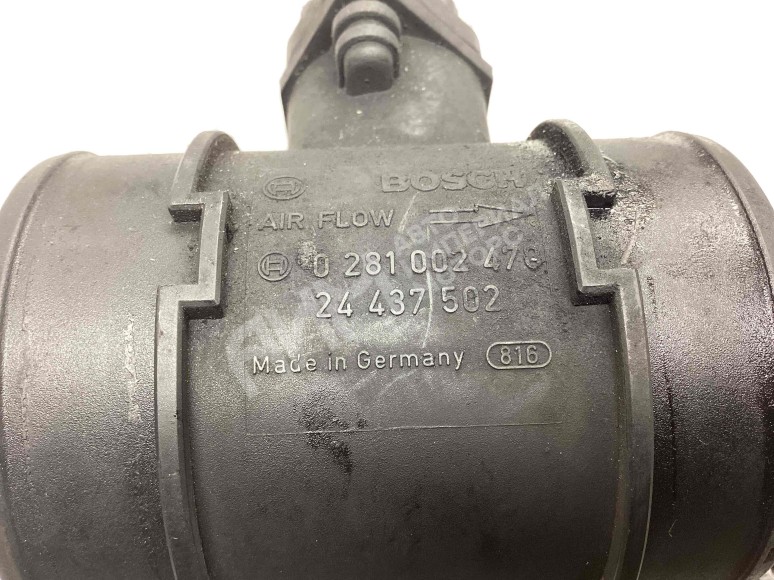 BOSCH
AIR FLOW
0 281 002 476
24 437 502
Made in Germany 816